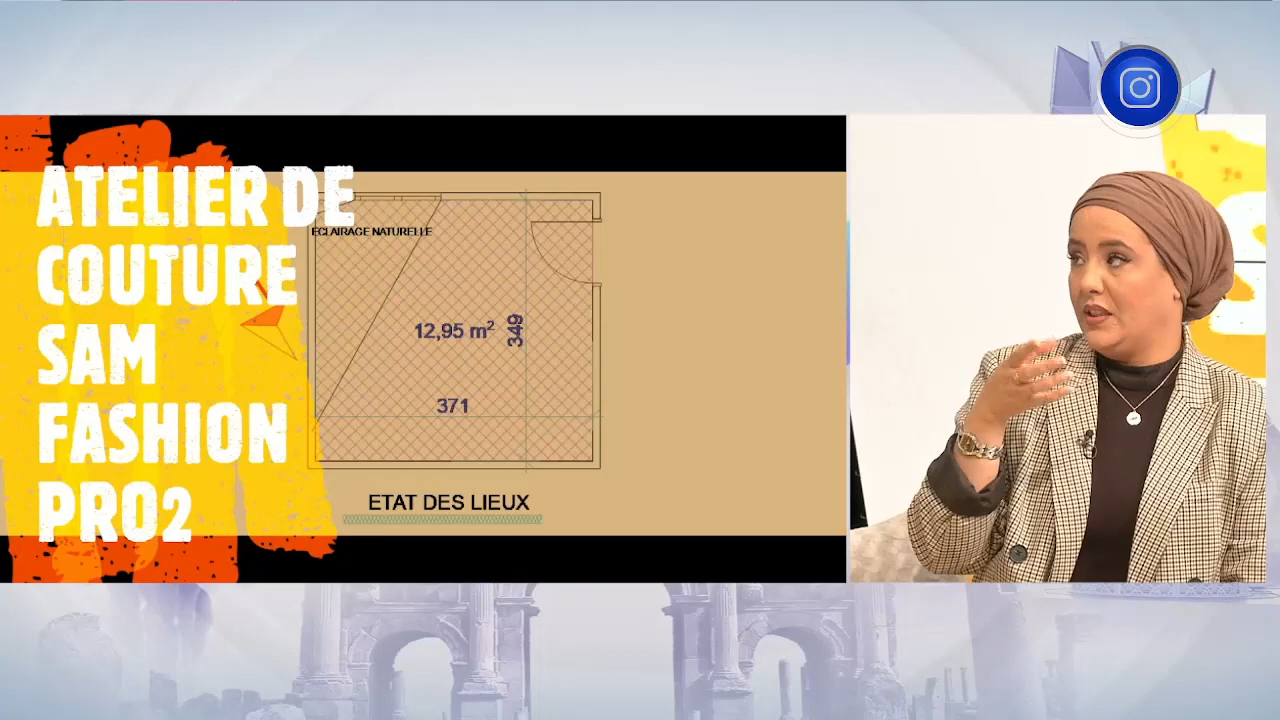 ATELIER DE
COUTURE
SAM
FASHION
PRO2
ECLAIRAGE NATURELLE
12,95 m²
349
371
ETAT DES LIEUX